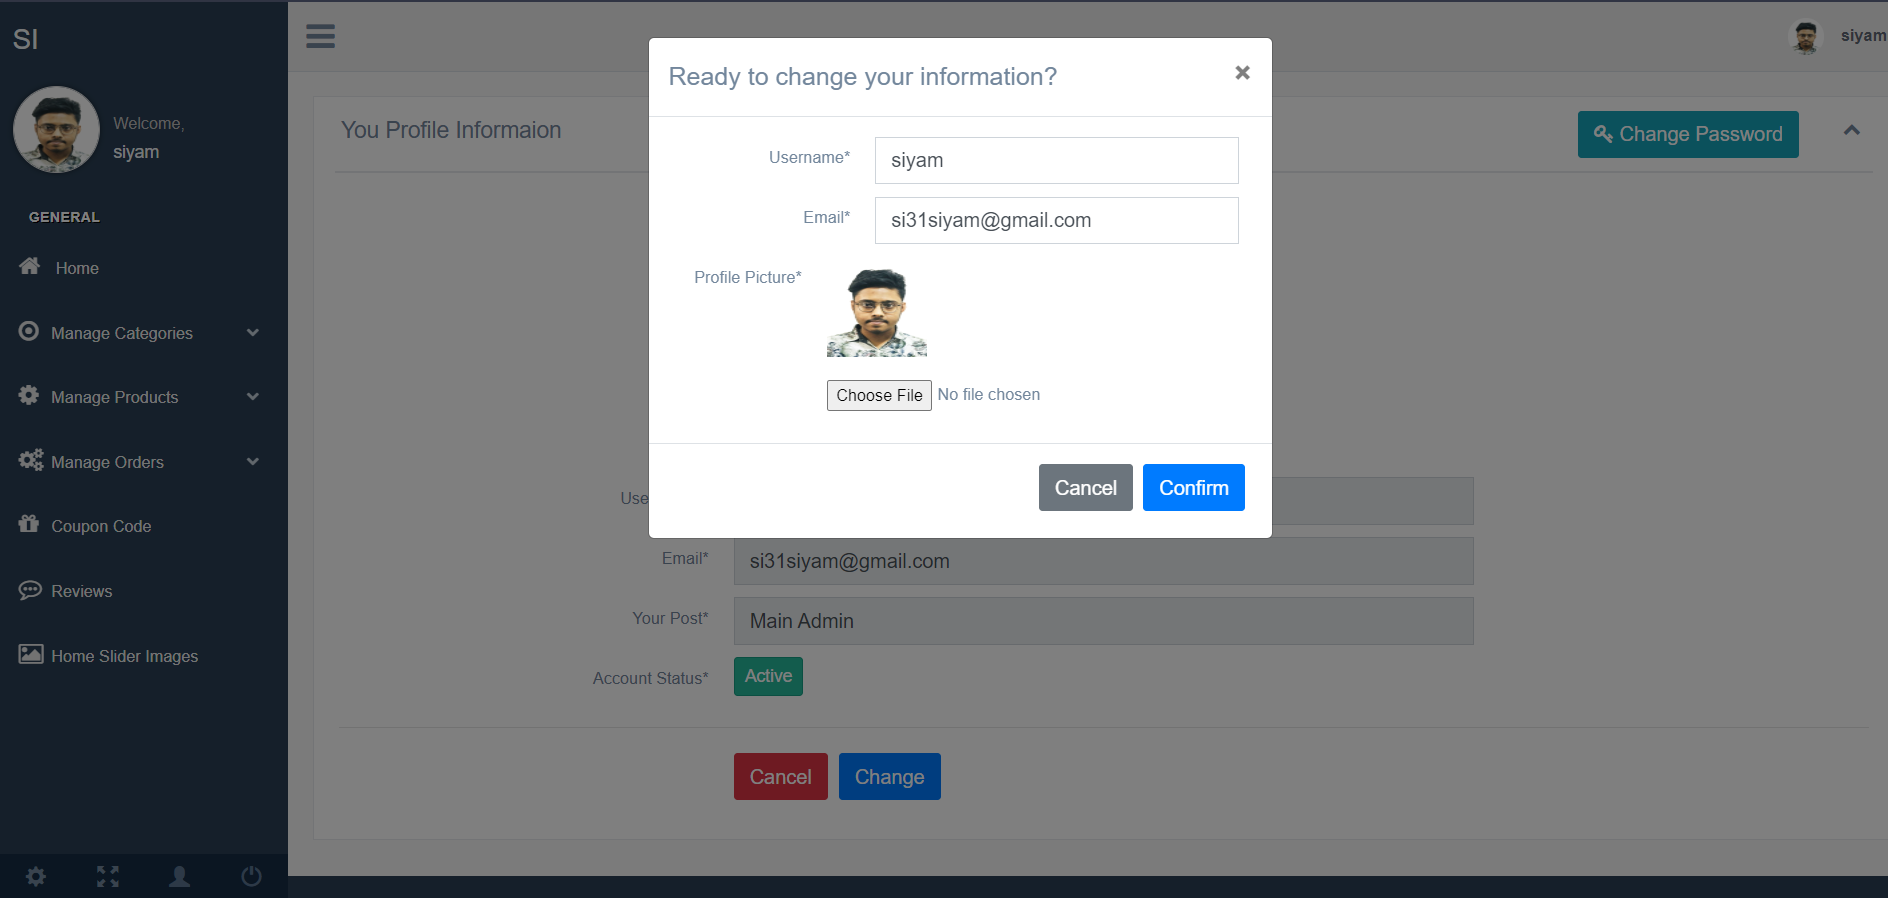 SI
Welcome,
siyam
GENERAL
Home
Manage Categories
Manage Products
Manage Orders
Coupon Code
Reviews
Home Slider Images
siyam
You Profile Informaion
Change Password
Ready to change your information?
×
Username*
siyam
Email*
si31siyam@gmail.com
Profile Picture*
Choose File No file chosen
Cancel Confirm
Use
Email*
si31siyam@gmail.com
Your Post*
Main Admin
Account Status*
Active
Cancel Change